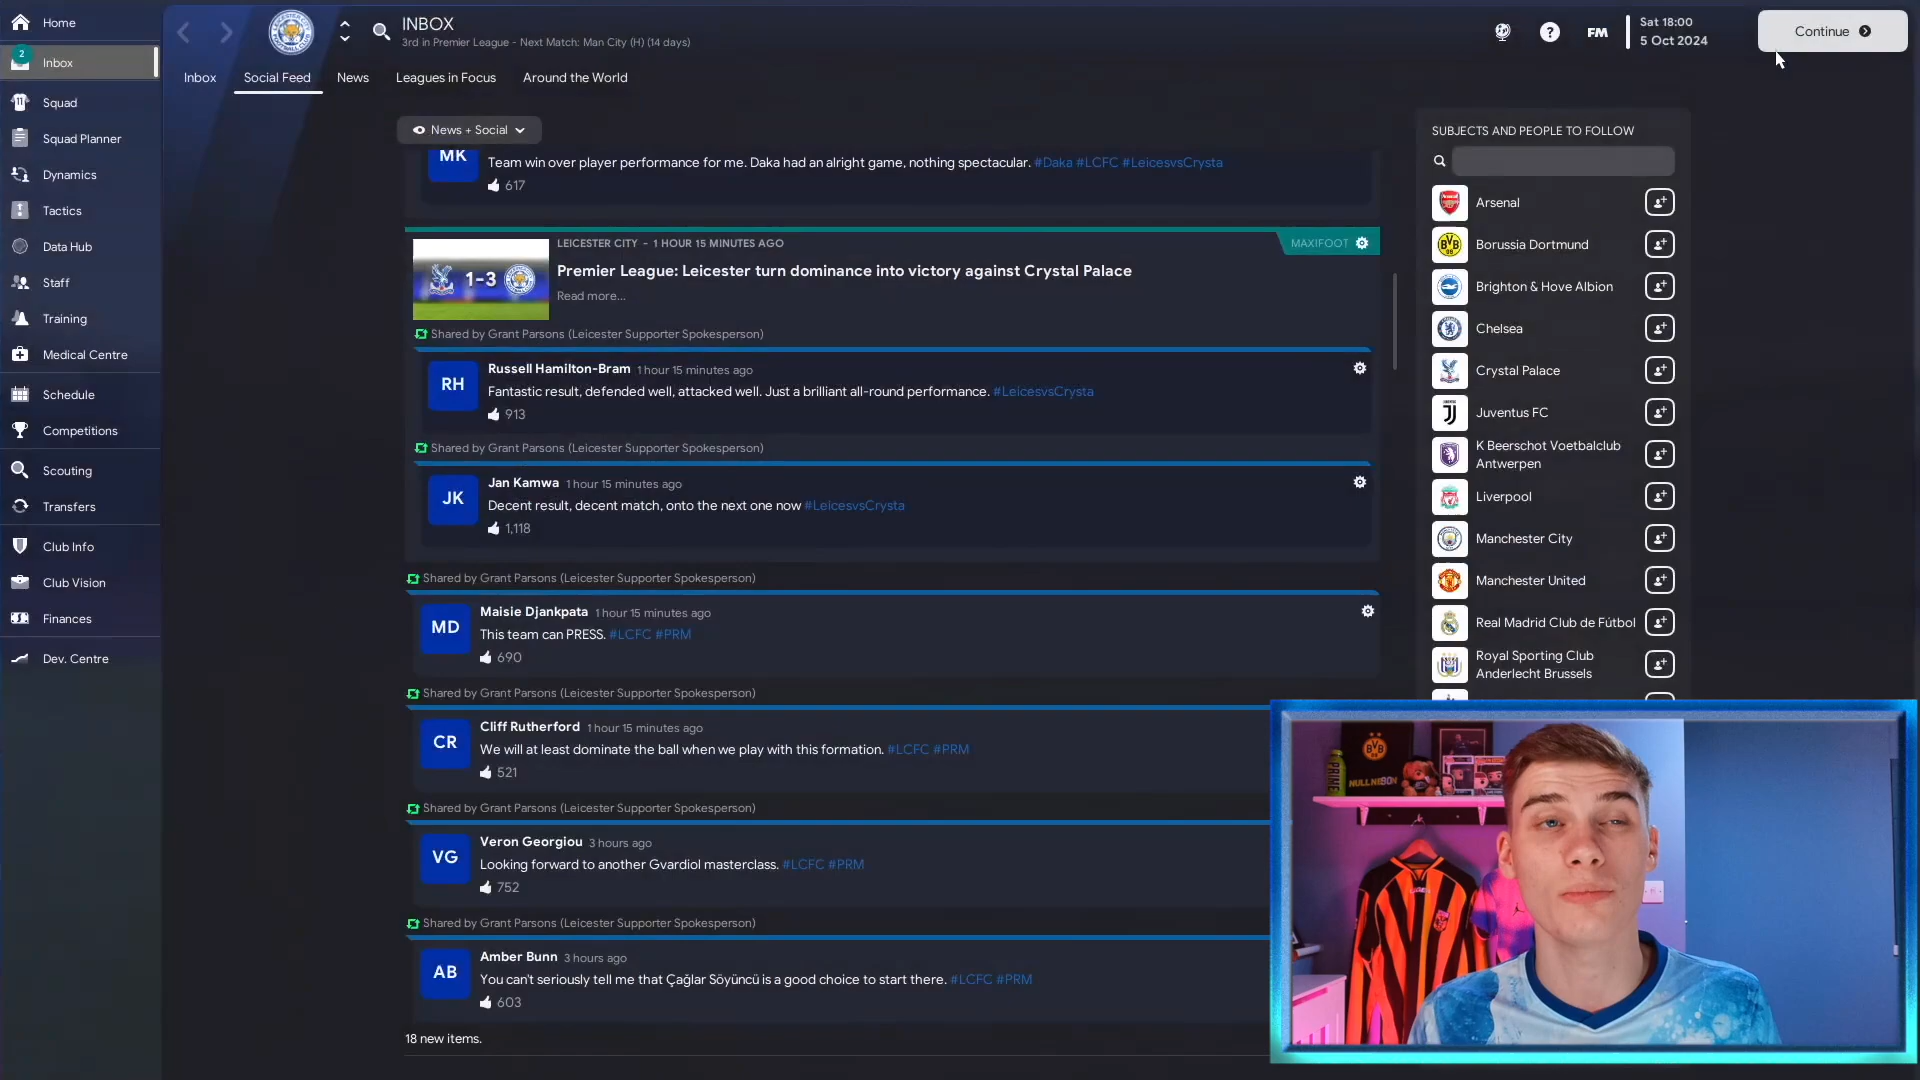 Home
2
Inbox
Squad
Squad Planner
Dynamics
Tactics
Data Hub
Staff
Training
Medical Centre
Schedule
Competitions
Scouting
Transfers
Club Info
Club Vision
Finances
Dev. Centre
INBOX
3rd in Premier League - Next Match: Man City (H) (14 days)
FM
Sat 18:00
5 Oct 2024
Continue
Inbox
Social Feed
News
Leagues in Focus
Around the World
News + Social
MK
Team win over player performance for me. Daka had an alright game, nothing spectacular. #Daka #LCFC #LeicesvsCrysta
617
LEICESTER CITY - 1 HOUR 15 MINUTES AGO
MAXIFOOT
1-3
Premier League: Leicester turn dominance into victory against Crystal Palace
Read more...
Shared by Grant Parsons (Leicester Supporter Spokesperson)
RH
Russell Hamilton-Bram 1 hour 15 minutes ago
Fantastic result, defended well, attacked well. Just a brilliant all-round performance. #LeicesvsCrysta
913
Shared by Grant Parsons (Leicester Supporter Spokesperson)
JK
Jan Kamwa 1 hour 15 minutes ago
Decent result, decent match, onto the next one now #LeicesvsCrysta
1,118
Shared by Grant Parsons (Leicester Supporter Spokesperson)
MD
Maisie Djankpata 1 hour 15 minutes ago
This team can PRESS. #LCFC #PRM
690
Shared by Grant Parsons (Leicester Supporter Spokesperson)
CR
Cliff Rutherford 1 hour 15 minutes ago
We will at least dominate the ball when we play with this formation. #LCFC #PRM
521
Shared by Grant Parsons (Leicester Supporter Spokesperson)
VG
Veron Georgiou 3 hours ago
Looking forward to another Gvardiol masterclass. #LCFC #PRM
752
Shared by Grant Parsons (Leicester Supporter Spokesperson)
AB
Amber Bunn 3 hours ago
You can't seriously tell me that Çağlar Söyüncü is a good choice to start there. #LCFC #PRM
603
18 new items.
SUBJECTS AND PEOPLE TO FOLLOW
Arsenal
Borussia Dortmund
Brighton & Hove Albion
Chelsea
Crystal Palace
Juventus FC
K Beerschot Voetbalclub
Antwerpen
Liverpool
Manchester City
Manchester United
Real Madrid Club de Fútbol
Royal Sporting Club
Anderlecht Brussels
BVB
PRIME